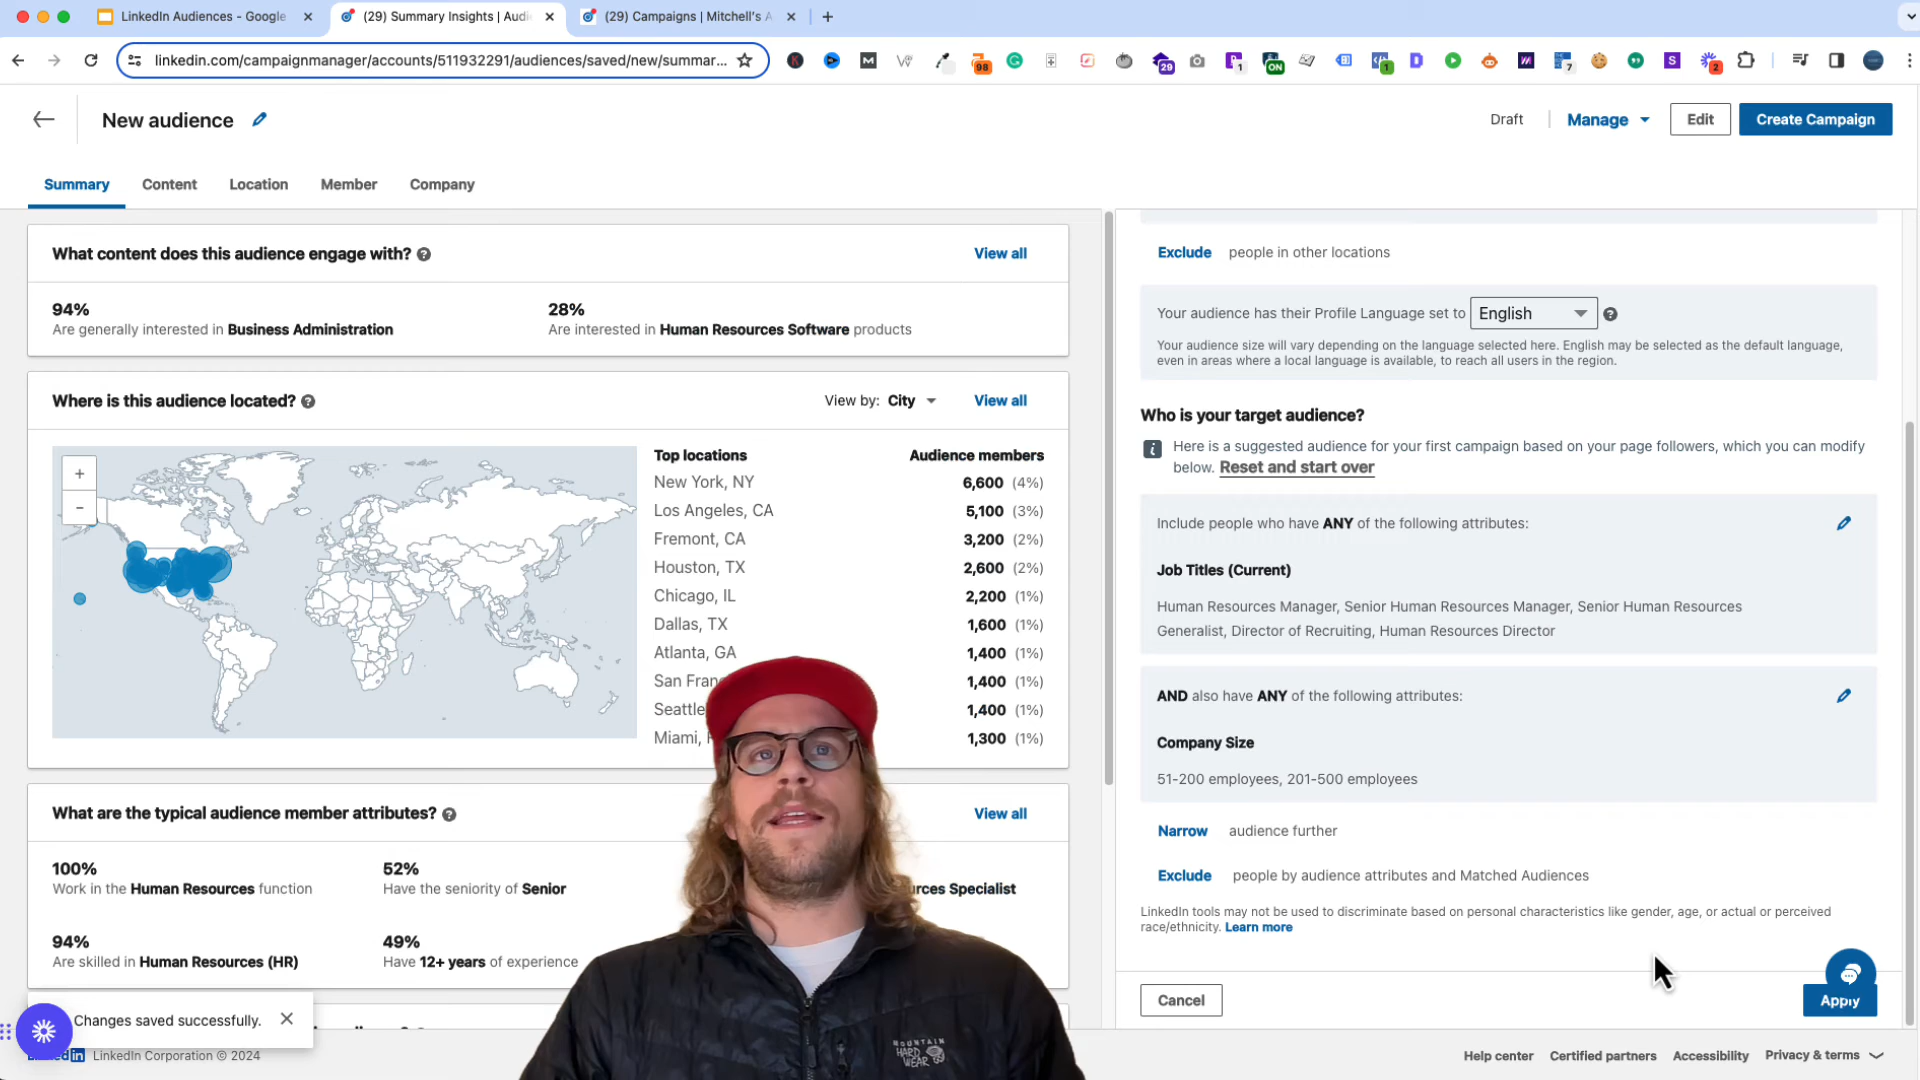 LinkedIn Audiences - Google
(29) Summary Insights | Audi
(29) Campaigns | Mitchell's A
linkedin.com/campaignmanager/accounts/511932291/audiences/saved/new/summar...
98
29
1
ON
1
7
2
New audience
Draft
Manage
Edit
Create Campaign
Summary
Content
Location
Member
Company
What content does this audience engage with?
View all
94%
Are generally interested in Business Administration
28%
Are interested in Human Resources Software products
Where is this audience located?
View by: City
View all
Top locations Audience members
New York, NY 6,600 (4%)
Los Angeles, CA 5,100 (3%)
Fremont, CA 3,200 (2%)
Houston, TX 2,600 (2%)
Chicago, IL 2,200 (1%)
Dallas, TX 1,600 (1%)
Atlanta, GA 1,400 (1%)
San Fran 1,400 (1%)
Seattle 1,400 (1%)
Miami, 1,300 (1%)
What are the typical audience member attributes?
View all
100%
Work in the Human Resources function
52%
Have the seniority of Senior
rces Specialist
94%
Are skilled in Human Resources (HR)
49%
Have 12+ years of experience
Changes saved successfully.
LinkedIn Corporation © 2024
Exclude people in other locations
Your audience has their Profile Language set to English
Your audience size will vary depending on the language selected here. English may be selected as the default language,
even in areas where a local language is available, to reach all users in the region.
Who is your target audience?
Here is a suggested audience for your first campaign based on your page followers, which you can modify
below. Reset and start over
Include people who have ANY of the following attributes:
Job Titles (Current)
Human Resources Manager, Senior Human Resources Manager, Senior Human Resources
Generalist, Director of Recruiting, Human Resources Director
AND also have ANY of the following attributes:
Company Size
51-200 employees, 201-500 employees
Narrow audience further
Exclude people by audience attributes and Matched Audiences
LinkedIn tools may not be used to discriminate based on personal characteristics like gender, age, or actual or perceived
race/ethnicity. Learn more
Cancel
Apply
Help center
Certified partners
Accessibility
Privacy & terms
MOUNTAIN
HARD
WEAR